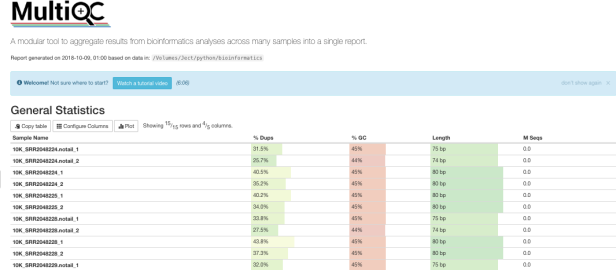 MultiQC
A modular tool to aggregate results from bioinformatics analyses across many samples into a single report.
Report generated on 2018-10-09, 01:00 based on data in: /Volumes/Ject/python/bioinformatics
Welcome! Not sure where to start? Watch a tutorial video (6:06) don't show again ×
General Statistics
Copy table Configure Columns Plot Showing 15/15 rows and 4/5 columns.
Sample Name % Dups % GC Length M Seqs
10K_SRR2048224.notail_1 31.5% 45% 75 bp 0.0
10K_SRR2048224.notail_2 25.7% 44% 74 bp 0.0
10K_SRR2048224_1 40.5% 45% 80 bp 0.0
10K_SRR2048224_2 35.2% 45% 80 bp 0.0
10K_SRR2048225_1 40.2% 45% 80 bp 0.0
10K_SRR2048225_2 34.0% 45% 80 bp 0.0
10K_SRR2048228.notail_1 33.8% 45% 75 bp 0.0
10K_SRR2048228.notail_2 27.5% 44% 74 bp 0.0
10K_SRR2048228_1 43.8% 45% 80 bp 0.0
10K_SRR2048228_2 37.3% 45% 80 bp 0.0
10K_SRR2048229.notail_1 32.0% 45% 75 bp 0.0